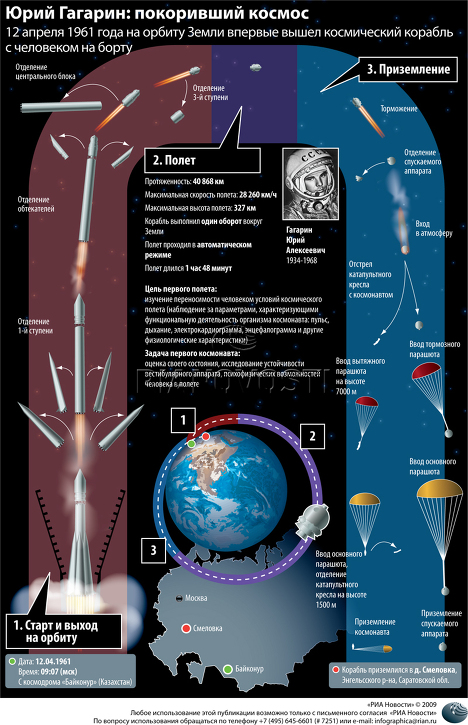 Юрий Гагарин: покоривший космос
12 апреля 1961 года на орбиту Земли впервые вышел космический корабль
с человеком на борту
Отделение
центрального блока
Отделение
3-й ступени
Отделение
обтекателей
Отделение
1-й ступени
1. Старт и выход
на орбиту
Дата: 12.04.1961
Время: 09:07 (мск)
С космодрома «Байконур» (Казахстан)
2. Полет
Протяженность: 40 868 км
Максимальная скорость полета: 28 260 км/ч
Максимальная высота полета: 327 км
Корабль выполнил один оборот вокруг
Земли
Полет проходил в автоматическом
режиме
Полет длился 1 час 48 минут
СССР
Гагарин
Юрий
Алексеевич
1934-1968
Цель первого полета:
изучение переносимости человеком условий космического
полета (наблюдение за параметрами, характеризующими
функциональную деятельность организма космонавта: пульс,
дыхание, электрокардиограмма, энцефалограмма и другие
физиологические характеристики)
Задача первого космонавта:
оценка своего состояния, исследование устойчивости
вестибулярного аппарата, психофизических возможностей
человека в полете
1
2
3
Москва
Смеловка
Байконур
3. Приземление
Торможение
Отделение
спускаемого
аппарата
Вход
в атмосферу
Отстрел
катапультного
кресла
с космонавтом
Ввод тормозного
парашюта
Ввод вытяжного
парашюта
на высоте
7000 м
Ввод основного
парашюта
Ввод основного
парашюта,
отделение
катапультного
кресла на высоте
1500 м
Приземление
космонавта
Приземление
спускаемого
аппарата
Корабль приземлился в д. Смеловка,
Энгельсского р-на, Саратовской обл.
«РИА Новости» © 2009
Любое использование этой публикации возможно только с письменного согласия «РИА Новости»
По вопросу использования обращаться по телефону +7 (495) 645-6601 (# 7251) или e-mail: infographica@rian.ru